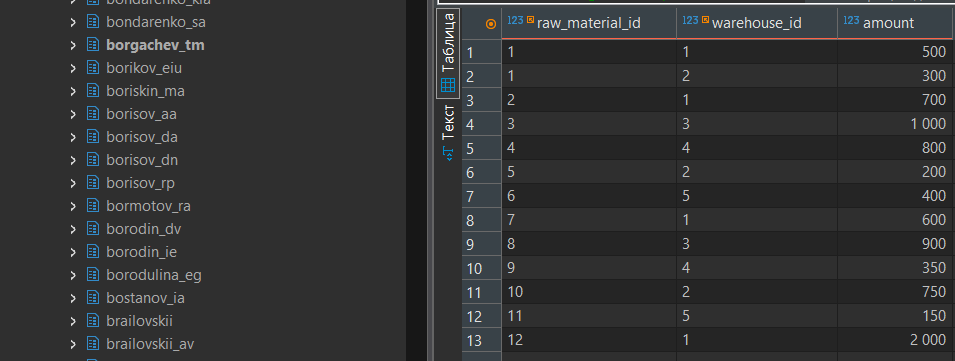 bondarenko_kia
bondarenko_sa
borgachev_tm
borikov_eiu
boriskin_ma
borisov_aa
borisov_da
borisov_dn
borisov_rp
bormotov_ra
borodin_dv
borodin_ie
borodulina_eg
bostanov_ia
brailovskii
brailovskii_av
Таблица
Текст
123 raw_material_id 123 warehouse_id 123 amount
1 1 1 500
2 1 2 300
3 2 1 700
4 3 3 1 000
5 4 4 800
6 5 2 200
7 6 5 400
8 7 1 600
9 8 3 900
10 9 4 350
11 10 2 750
12 11 5 150
13 12 1 2 000